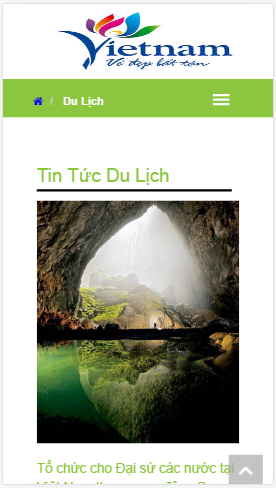 Vietnam
Vẻ đẹp bất tận
/ Du Lịch
Tin Tức Du Lịch
Tổ chức cho Đại sứ các nước tại